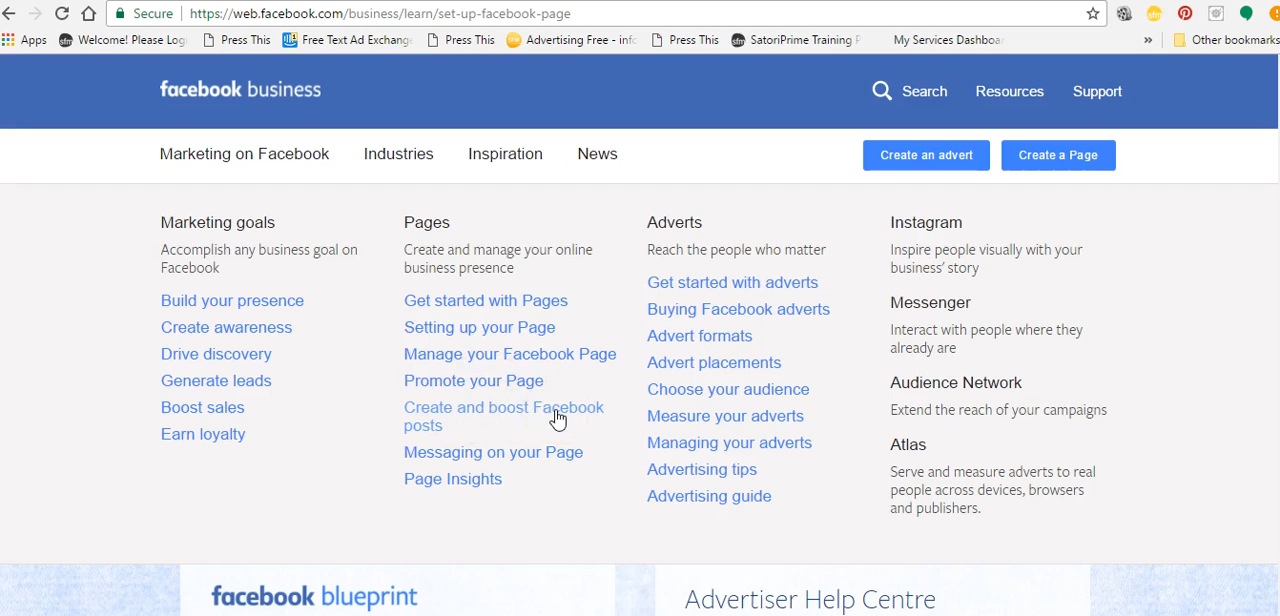 Secure https://web.facebook.com/business/learn/set-up-facebook-page
Apps Welcome! Please Log Press This Free Text Ad Exchange Press This Advertising Free - info Press This SatoriPrime Training P My Services Dashboa » Other bookmarks
facebook business Search Resources Support
Marketing on Facebook Industries Inspiration News Create an advert Create a Page
Marketing goals
Accomplish any business goal on
Facebook
Build your presence
Create awareness
Drive discovery
Generate leads
Boost sales
Earn loyalty
Pages
Create and manage your online
business presence
Get started with Pages
Setting up your Page
Manage your Facebook Page
Promote your Page
Create and boost Facebook
posts
Messaging on your Page
Page Insights
Adverts
Reach the people who matter
Get started with adverts
Buying Facebook adverts
Advert formats
Advert placements
Choose your audience
Measure your adverts
Managing your adverts
Advertising tips
Advertising guide
Instagram
Inspire people visually with your
business' story
Messenger
Interact with people where they
already are
Audience Network
Extend the reach of your campaigns
Atlas
Serve and measure adverts to real
people across devices, browsers
and publishers.
facebook blueprint
Advertiser Help Centre